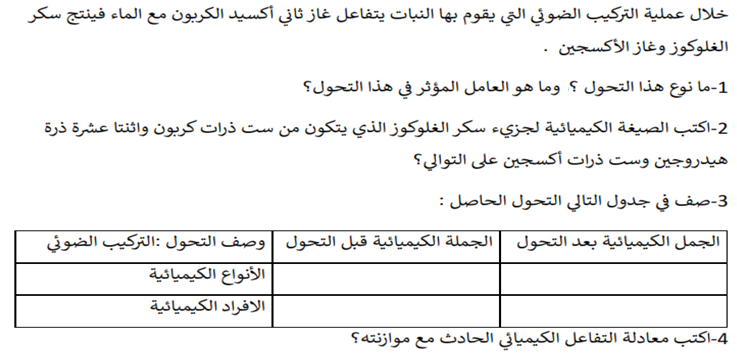 خلال عملية التركيب الضوئي التي يقوم بها النبات يتفاعل غاز ثاني أكسيد الكربون مع الماء فينتج سكر
الغلوكوز وغاز الأكسجين .
1-ما نوع هذا التحول ؟ وما هو العامل المؤثر في هذا التحول؟
2-اكتب الصيغة الكيميائية لجزيء سكر الغلوكوز الذي يتكون من ست ذرات كربون واثنتا عشرة ذرة
هيدروجين وست ذرات أكسجين على التوالي؟
3-صف في جدول التالي التحول الحاصل :
وصف التحول :التركيب الضوئي الجملة الكيميائية قبل التحول الجمل الكيميائية بعد التحول
الأنواع الكيميائية
الافراد الكيميائية
4-اكتب معادلة التفاعل الكيميائي الحادث مع موازنته؟